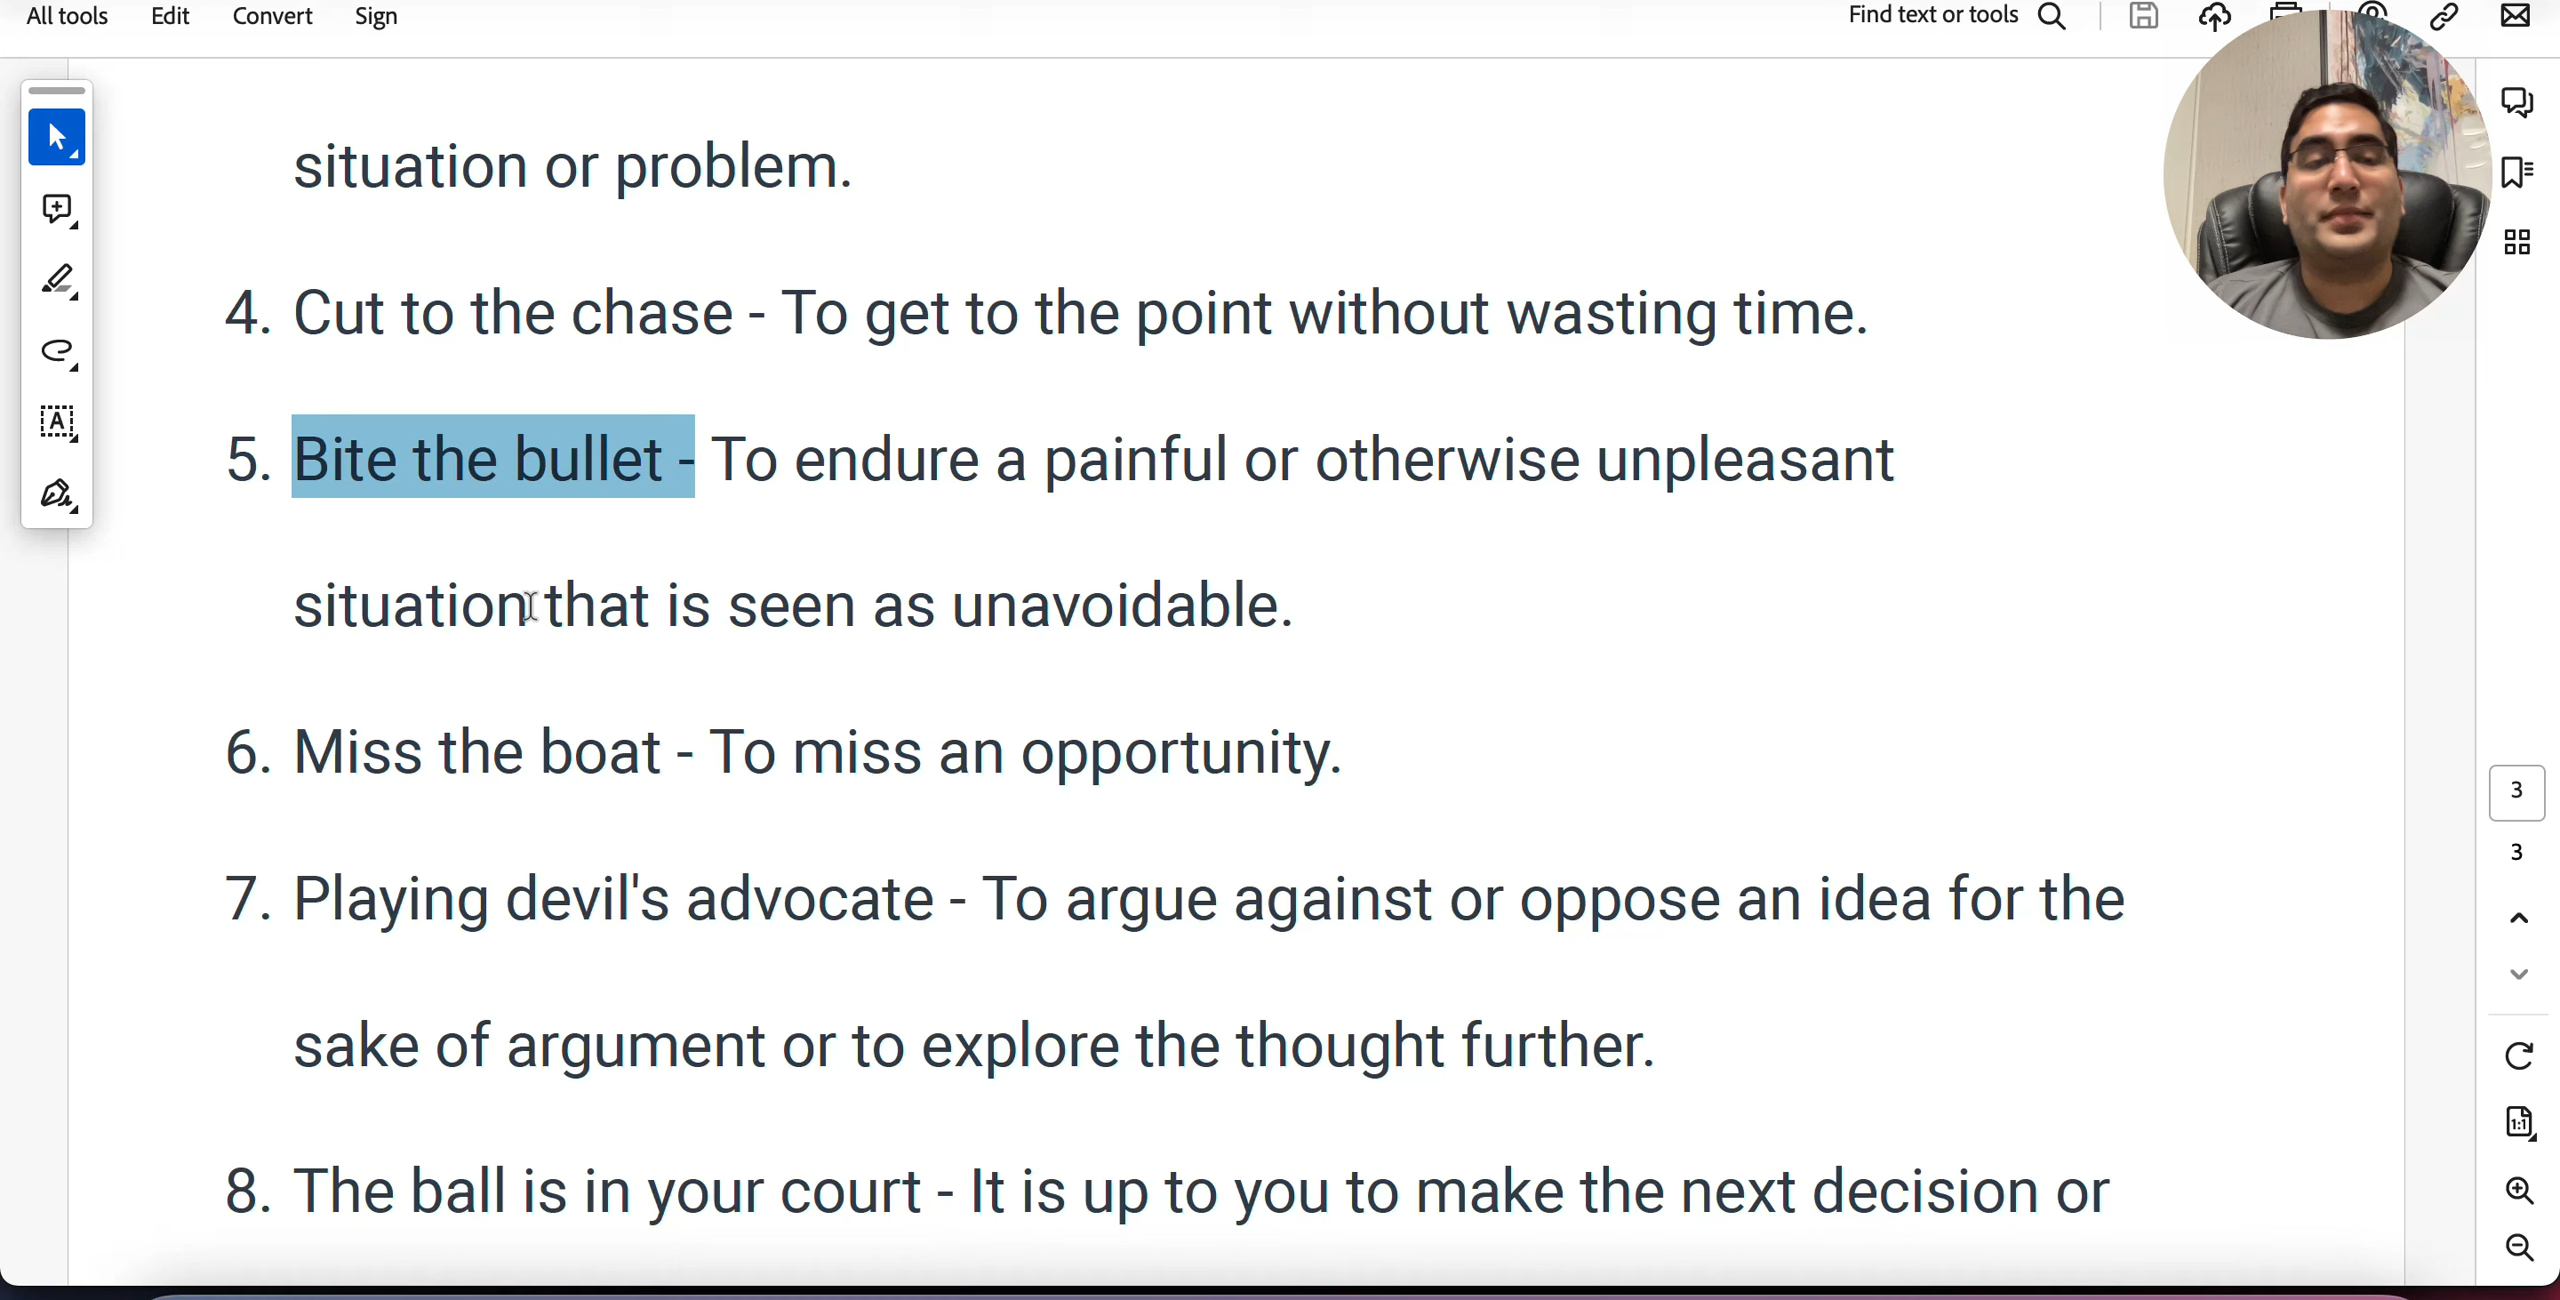 All tools Edit Convert Sign Find text or tools
situation or problem.
4. Cut to the chase - To get to the point without wasting time.
5. Bite the bullet - To endure a painful or otherwise unpleasant
situation that is seen as unavoidable.
6. Miss the boat - To miss an opportunity.
7. Playing devil's advocate - To argue against or oppose an idea for the
sake of argument or to explore the thought further.
8. The ball is in your court - It is up to you to make the next decision or
A
3
3
1:1